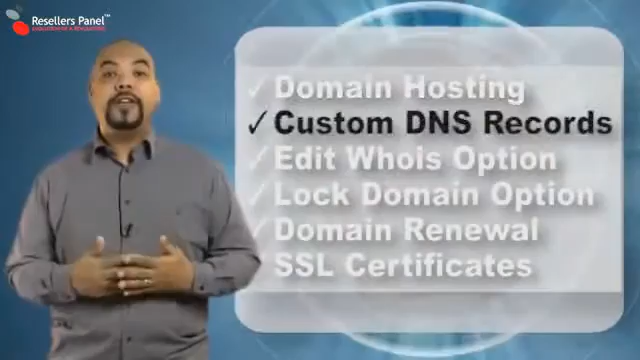 Resellers Panel™
✓ Domain Hosting
✓ Custom DNS Records
✓ Edit Whois Option
✓ Lock Domain Option
✓ Domain Renewal
✓ SSL Certificates